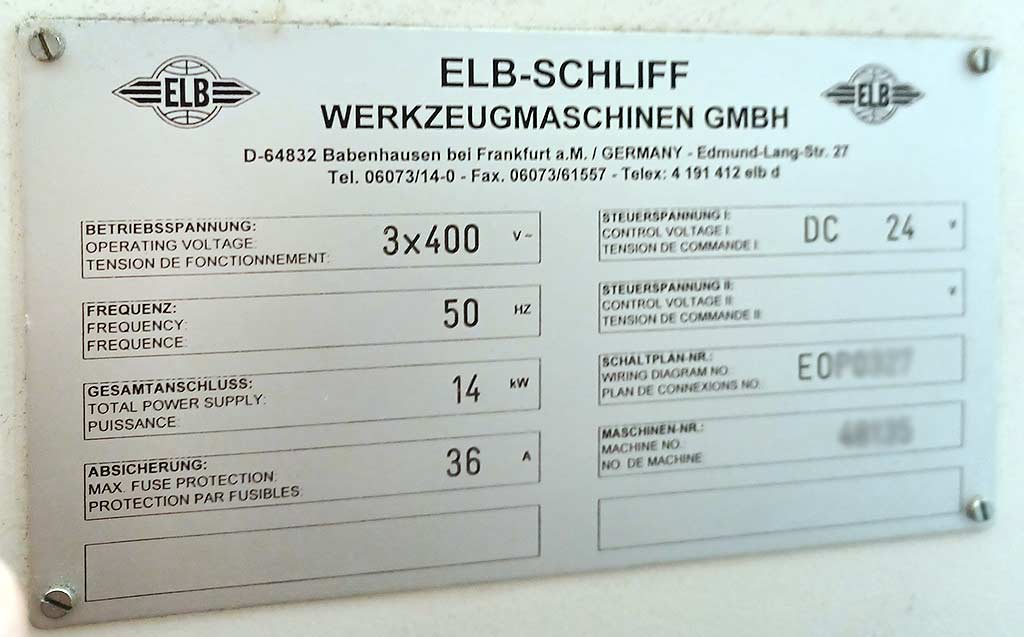 ELB
ELB
ELB-SCHLIFF
WERKZEUGMASCHINEN GMBH
D-64832 Babenhausen bei Frankfurt a.M. / GERMANY - Edmund-Lang-Str. 27
Tel. 06073/14-0 - Fax. 06073/61557 - Telex: 4 191 412 elb d
BETRIEBSSPANNUNG:
OPERATING VOLTAGE: 3x400 V~
TENSION DE FONCTIONNEMENT:
FREQUENZ:
FREQUENCY: 50 HZ
FREQUENCE:
GESAMTANSCHLUSS:
TOTAL POWER SUPPLY: 14 kW
PUISSANCE:
ABSICHERUNG:
MAX. FUSE PROTECTION: 36 A
PROTECTION PAR FUSIBLES:
STEUERSPANNUNG I:
CONTROL VOLTAGE I: DC 24 V
TENSION DE COMMANDE I:
STEUERSPANNUNG II:
CONTROL VOLTAGE II: V
TENSION DE COMMANDE II:
SCHALTPLAN-NR.:
WIRING DIAGRAM NO. EO
PLAN DE CONNEXIONS NO.
MASCHINEN-NR.:
MACHINE NO.
NO. DE MACHINE